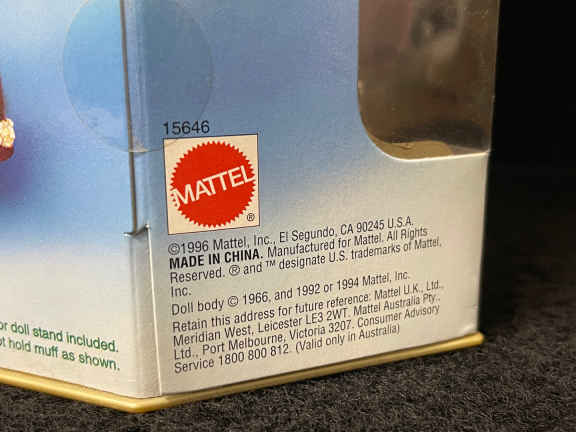 15646
MATTEL
®
©1996 Mattel, Inc., El Segundo, CA 90245 U.S.A.
MADE IN CHINA. Manufactured for Mattel. All Rights
Reserved. ® and ™ designate U.S. trademarks of Mattel,
Inc.
Doll body © 1966, and 1992 or 1994 Mattel, Inc.
Retain this address for future reference: Mattel U.K., Ltd.,
Meridian West, Leicester LE3 2WT. Mattel Australia Pty.,
Ltd., Port Melbourne, Victoria 3207. Consumer Advisory
Service 1800 800 812. (Valid only in Australia)
or doll stand included.
ot hold muff as shown.